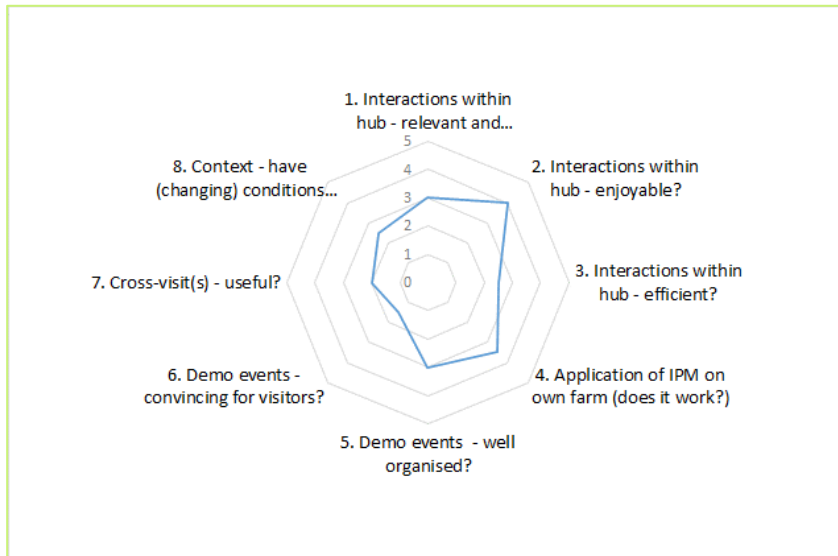 1. Interactions within
hub - relevant and...
2. Interactions within
hub - enjoyable?
3. Interactions within
hub - efficient?
4. Application of IPM on
own farm (does it work?)
5. Demo events  - well
organised?
6. Demo events -
convincing for visitors?
7. Cross-visit(s) - useful?
8. Context - have
(changing) conditions...
5
4
3
2
1
0